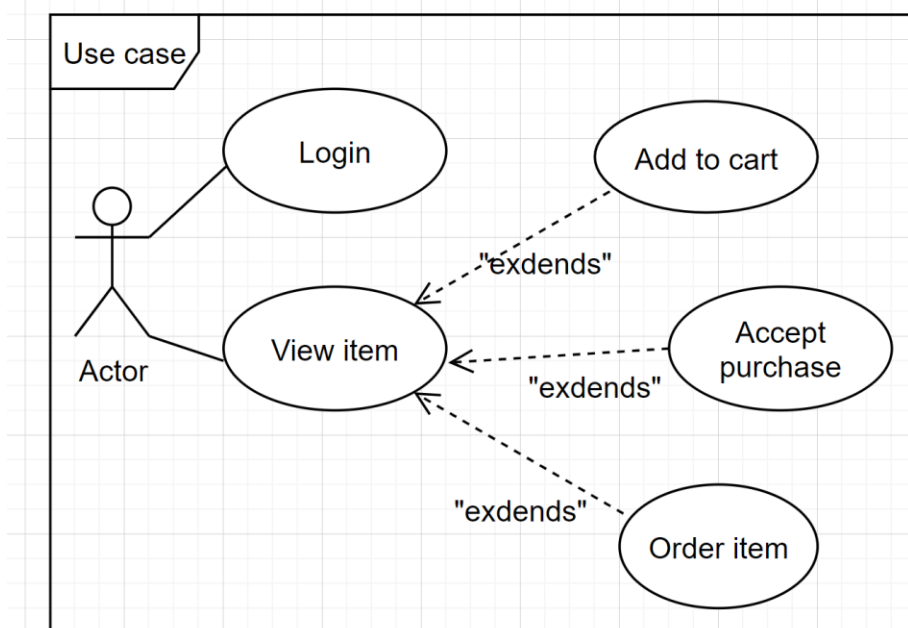 Use case
Login
Add to cart
"exdends"
View item
Accept
purchase
Actor
"exdends"
"exdends"
Order item